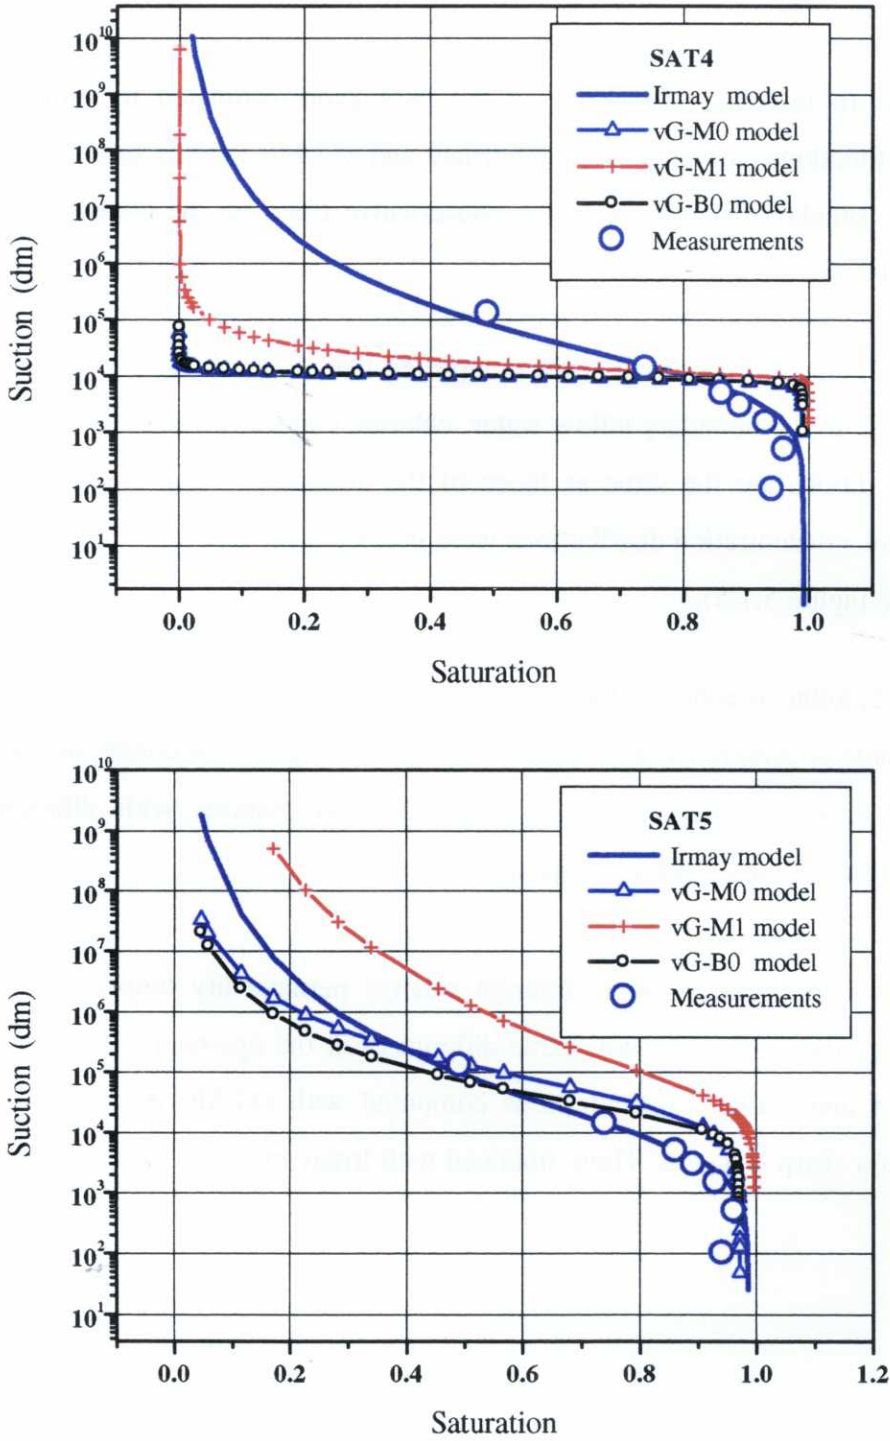 SAT4
Irmay model
vG-M0 model
vG-M1 model
vG-B0 model
Measurements
10^10
10^9
10^8
10^7
10^6
10^5
10^4
10^3
10^2
10^1
Suction (dm)
0.0 0.2 0.4 0.6 0.8 1.0
Saturation
SAT5
Irmay model
vG-M0 model
vG-M1 model
vG-B0 model
Measurements
10^10
10^9
10^8
10^7
10^6
10^5
10^4
10^3
10^2
10^1
Suction (dm)
0.0 0.2 0.4 0.6 0.8 1.0 1.2
Saturation